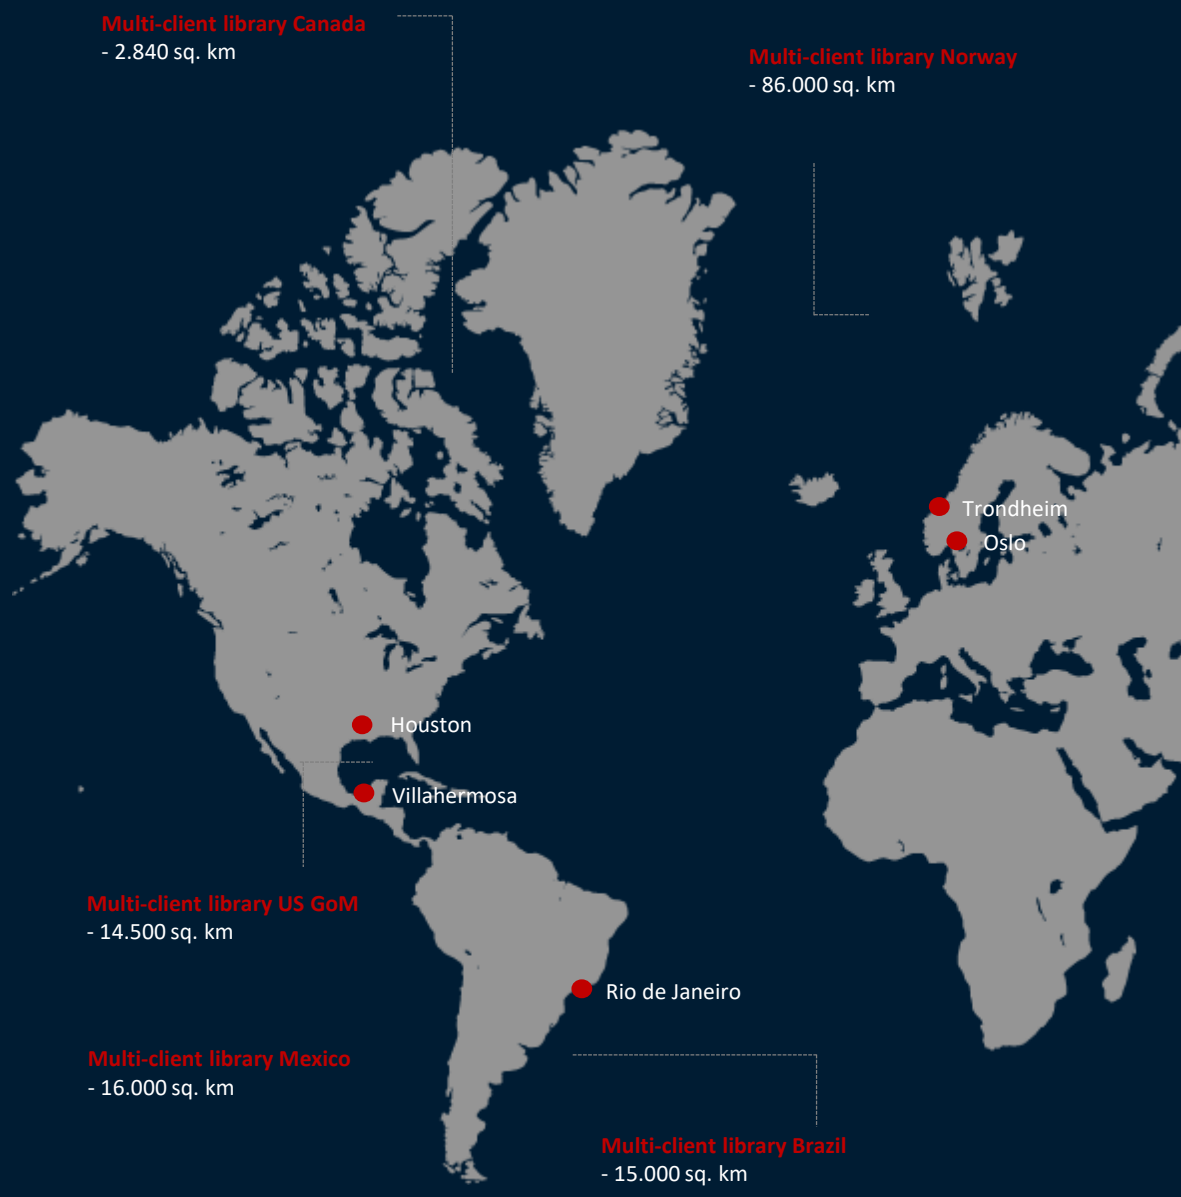 Multi-client library Canada
- 2.840 sq. km
Multi-client library Norway
- 86.000 sq. km
Trondheim
Oslo
Houston
Villahermosa
Multi-client library US GoM
- 14.500 sq. km
Rio de Janeiro
Multi-client library Mexico
- 16.000 sq. km
Multi-client library Brazil
- 15.000 sq. km